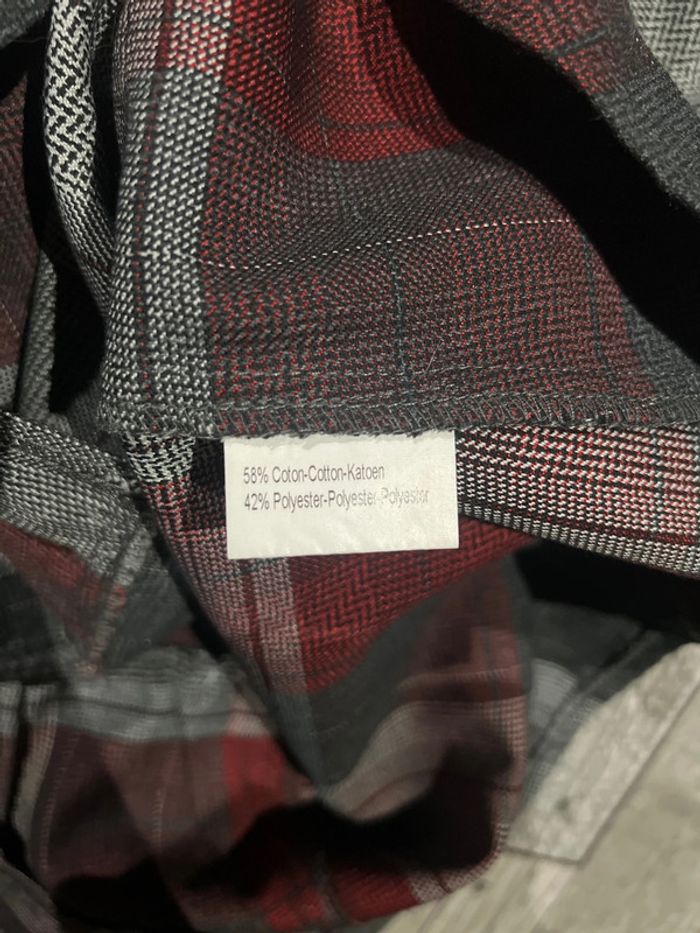 58% Coton-Cotton-Katoen
42% Polyester-Polyester-Polyester